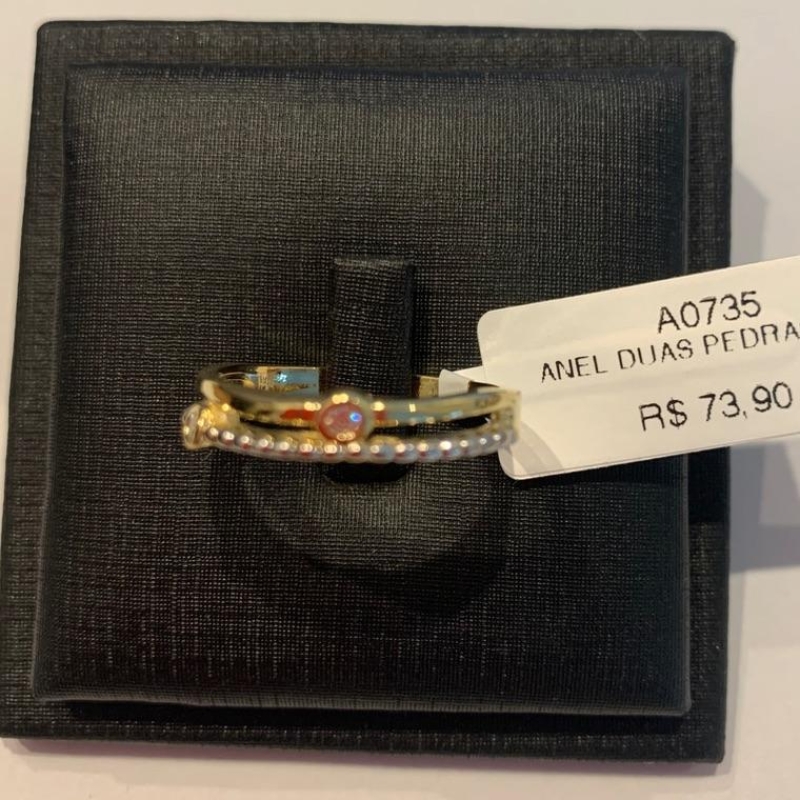 A0735
ANEL DUAS PEDRA
R$ 73,90